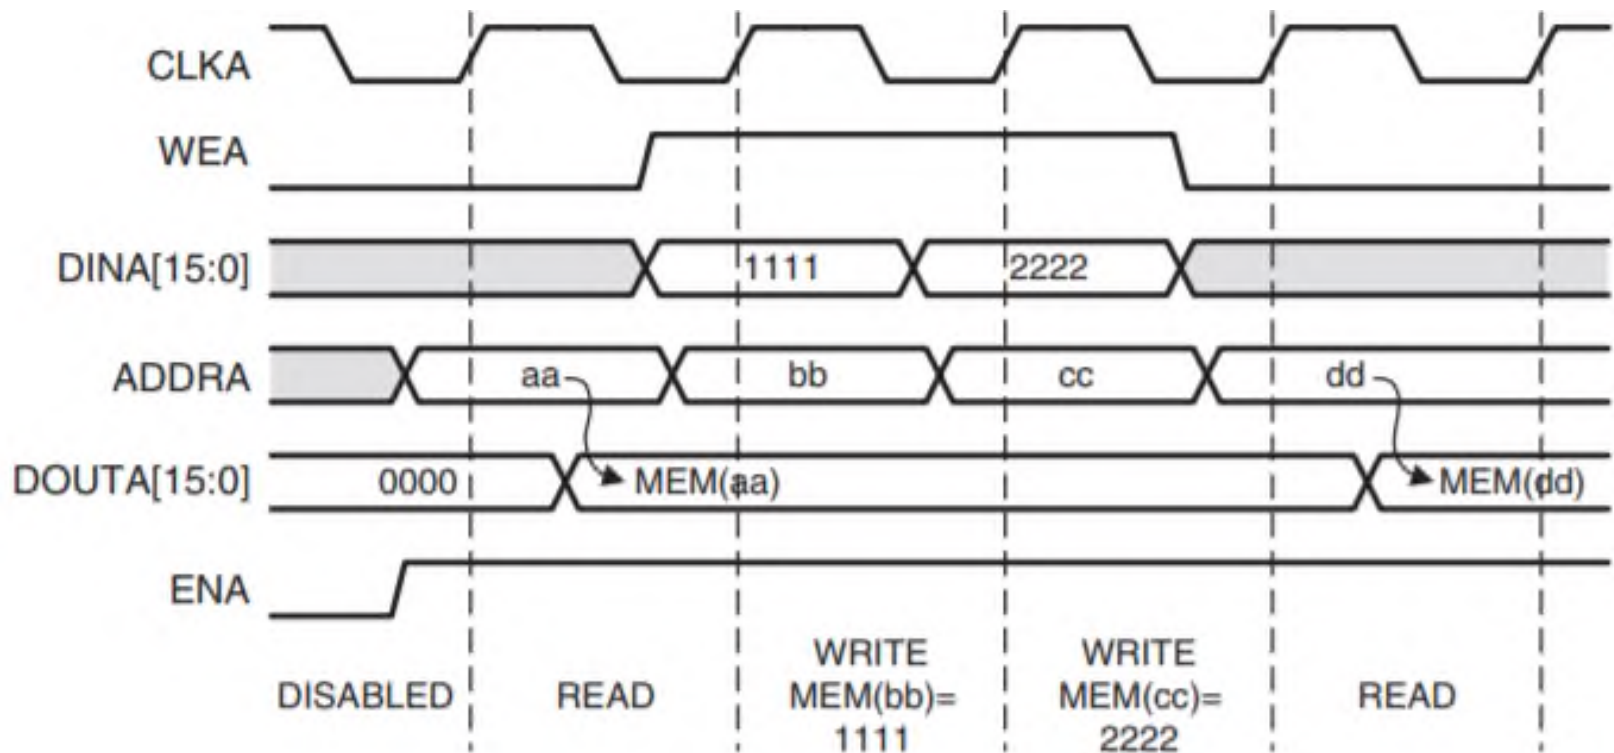 CLKA
WEA
DINA[15:0] 1111 2222
ADDRA aa bb cc dd
DOUTA[15:0] 0000 MEM(aa) MEM(dd)
ENA
DISABLED READ WRITE MEM(bb)= 1111 WRITE MEM(cc)= 2222 READ